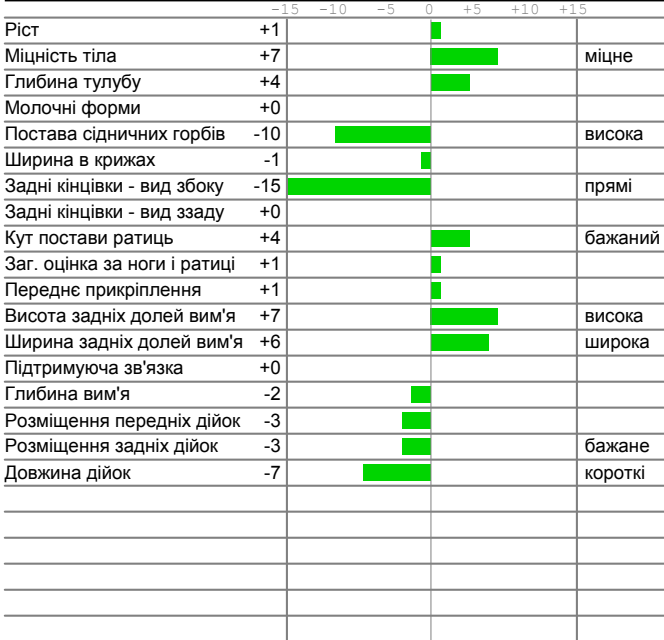 -15 -10 -5 0 +5 +10 +15
Ріст +1
Міцність тіла +7 міцне
Глибина тулубу +4
Молочні форми +0
Постава сідничних горбів -10 висока
Ширина в крижах -1
Задні кінцівки - вид збоку -15 прямі
Задні кінцівки - вид ззаду +0
Кут постави ратиць +4 бажаний
Заг. оцінка за ноги і ратиці +1
Переднє прикріплення +1
Висота задніх долей вим'я +7 висока
Ширина задніх долей вим'я +6 широка
Підтримуюча зв'язка +0
Глибина вим'я -2
Розміщення передніх дійок -3
Розміщення задніх дійок -3 бажане
Довжина дійок -7 короткі